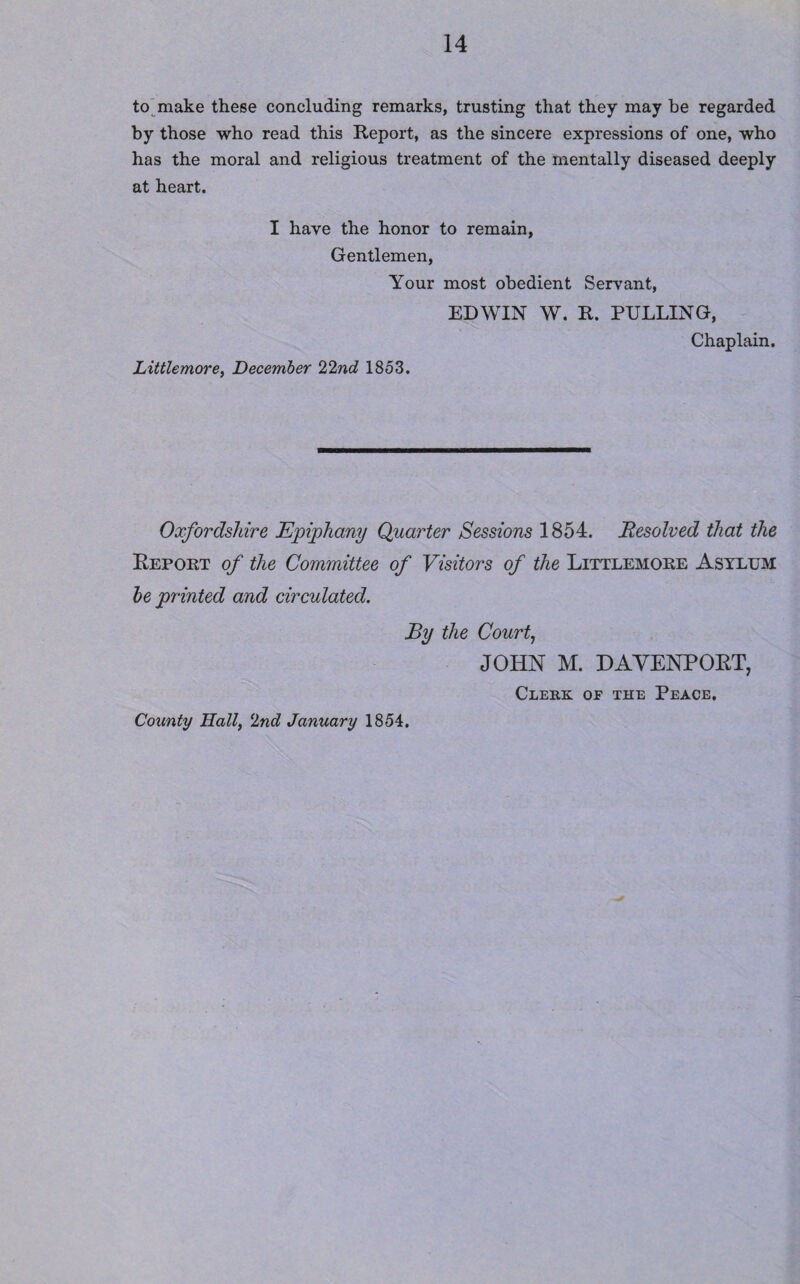 14
to make these concluding remarks, trusting that they may be regarded
by those who read this Report, as the sincere expressions of one, who
has the moral and religious treatment of the mentally diseased deeply
at heart.
I have the honor to remain,
Gentlemen,
Your most obedient Servant,
EDWIN W. R. PULLING,
Chaplain.
Littlemore, December 22nd 1853.
Oxfordshire Epiphany Quarter Sessions 1854. Resolved that the
Report of the Committee of Visitors of the Littlemore Asylum
be printed and circulated.
By the Court,
JOHN M. DAVENPORT,
Clerk of the Peace.
County Hall, 2nd January 1854.